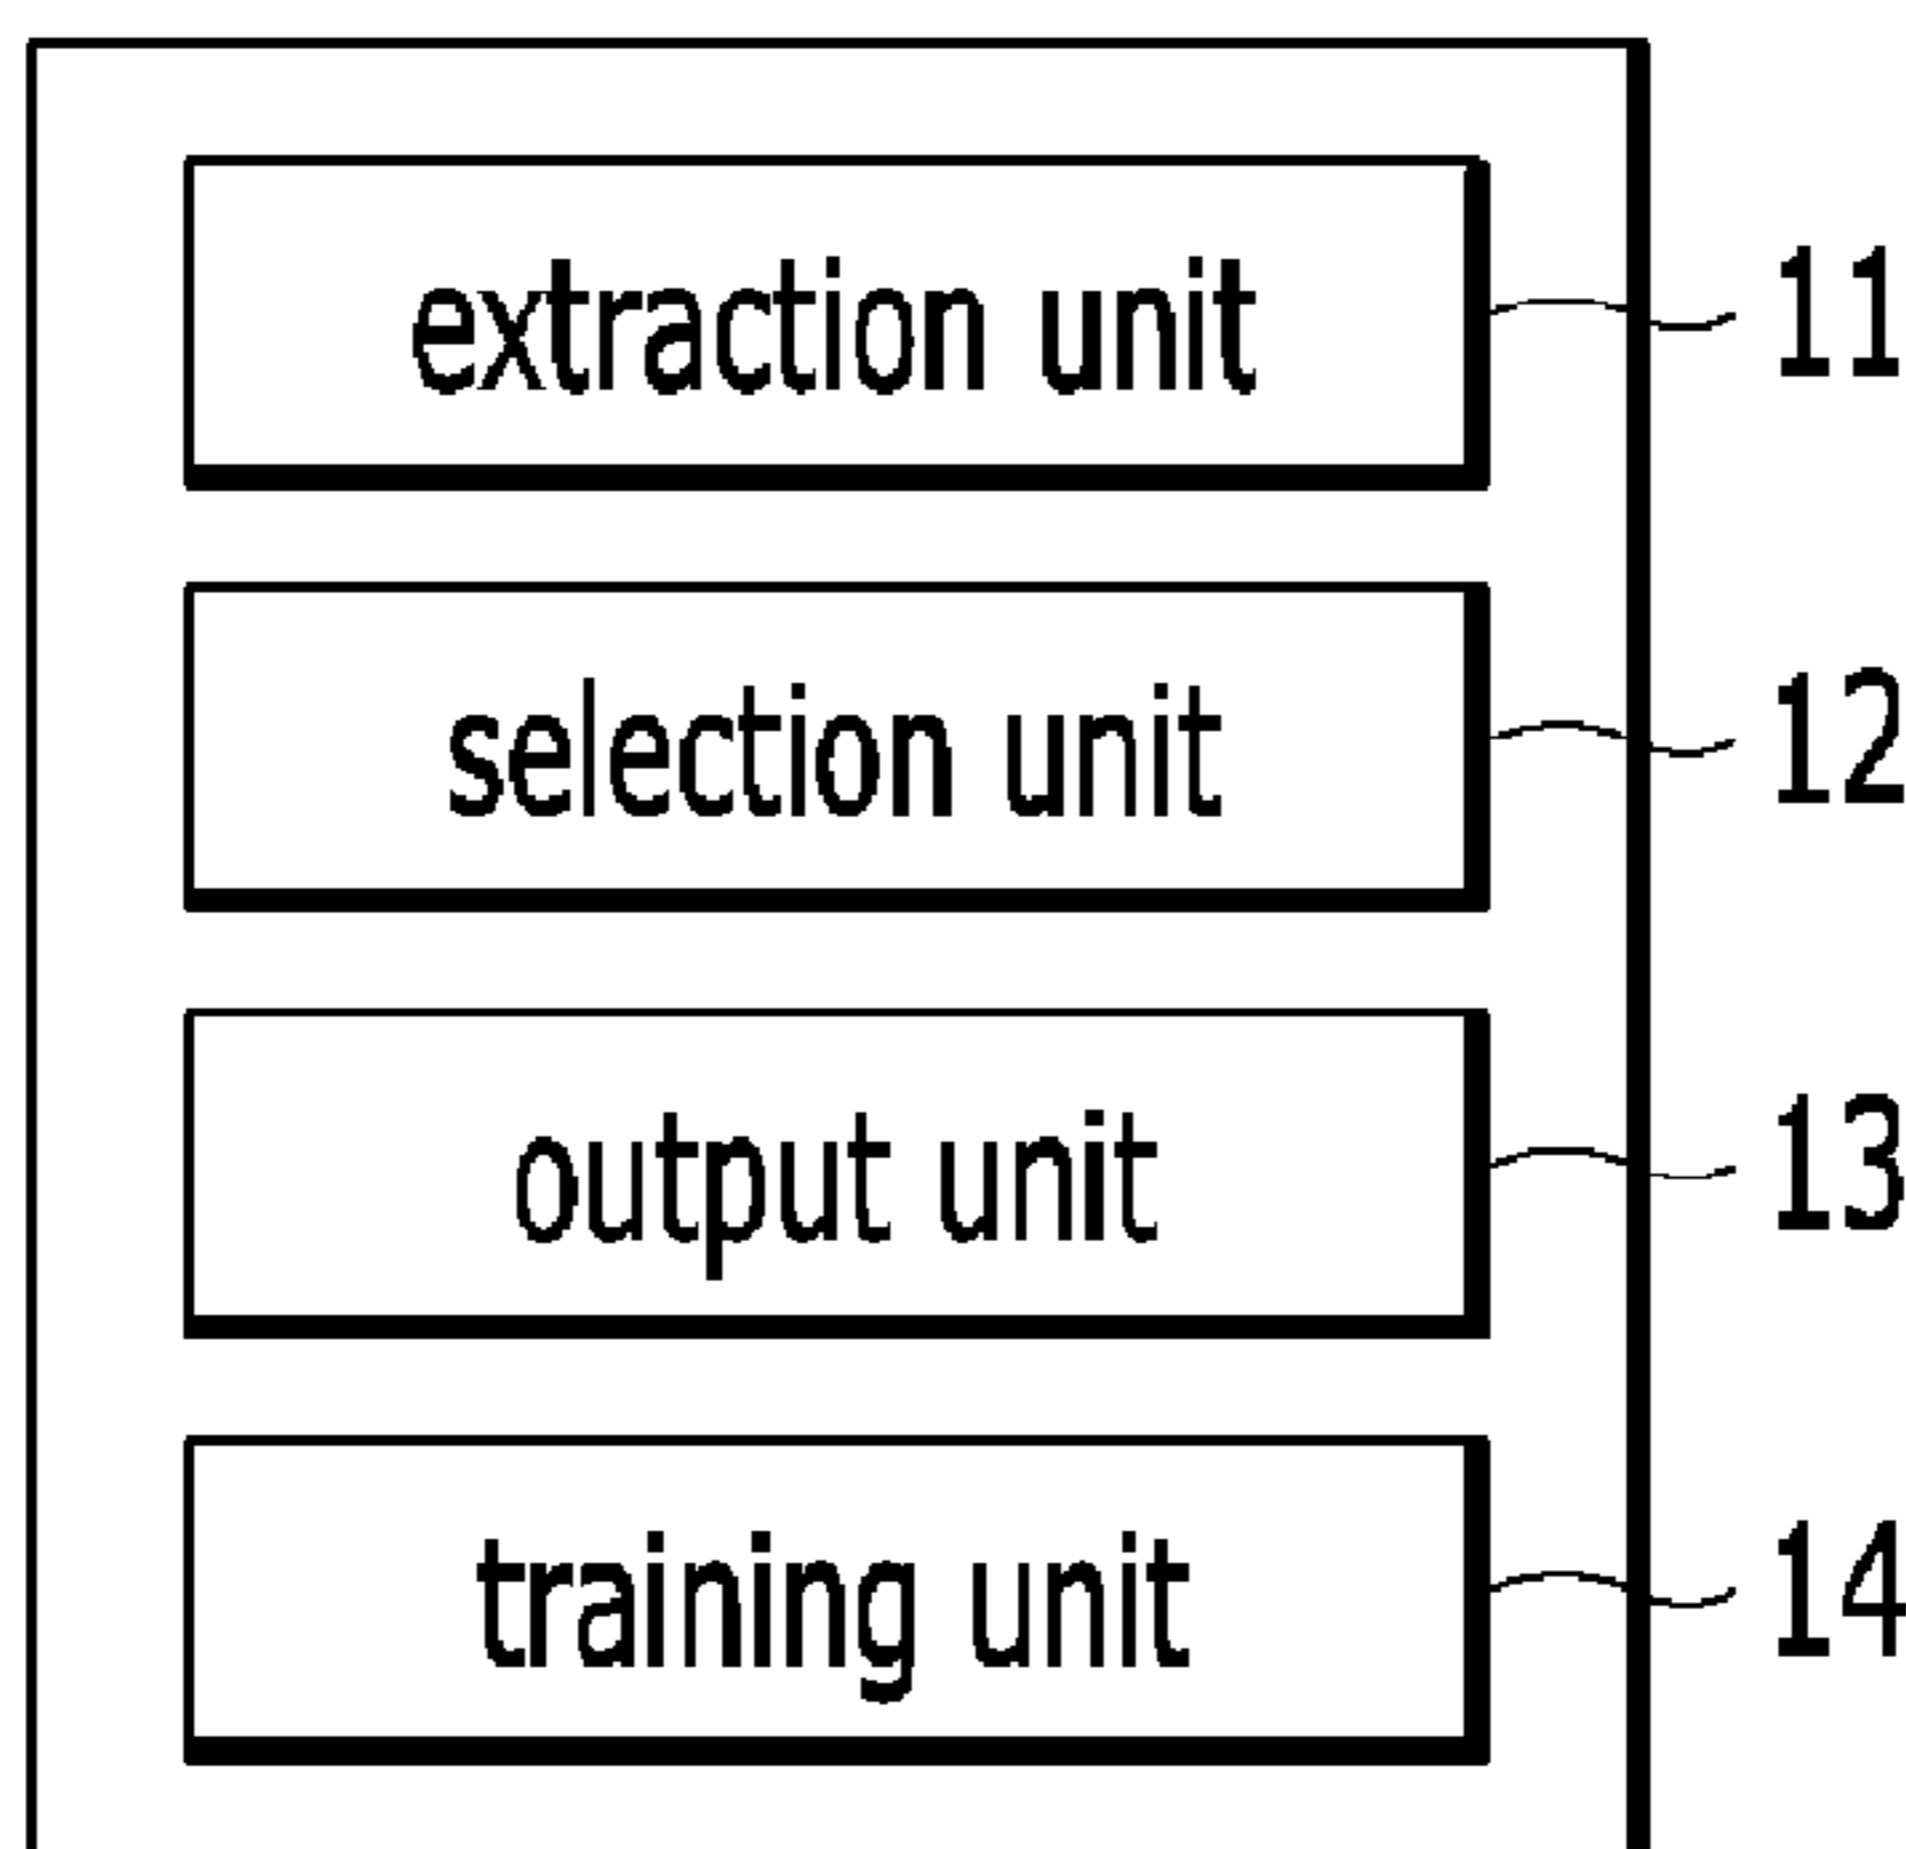 extraction unit 11
selection unit 12
output unit 13
training unit 14